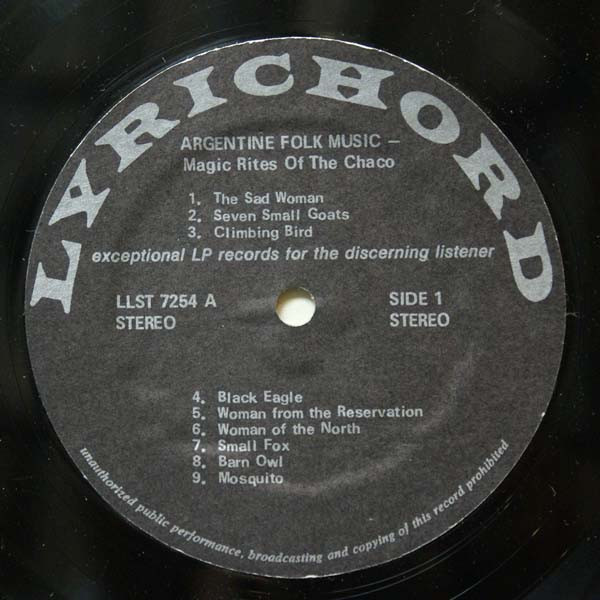 LYRICHORD
ARGENTINE FOLK MUSIC —
Magic Rites Of The Chaco
1. The Sad Woman
2. Seven Small Goats
3. Climbing Bird
exceptional LP records for the discerning listener
LLST 7254 A
STEREO
SIDE 1
STEREO
4. Black Eagle
5. Woman from the Reservation
6. Woman of the North
7. Small Fox
8. Barn Owl
9. Mosquito
unauthorized public performance, broadcasting and copying of this record prohibited